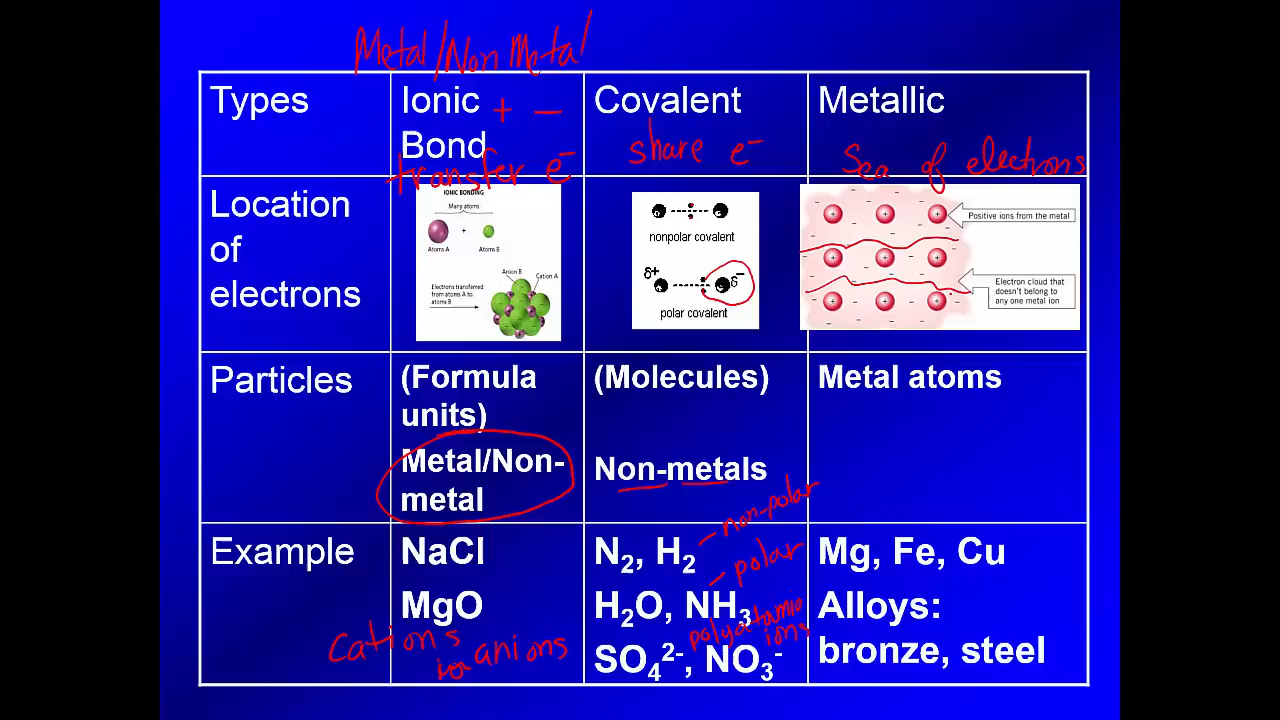 Metal/Non Metal
Types
Ionic + −
Bond
transfer e⁻
Covalent
share e⁻
Metallic
Sea of electrons
Location
of
electrons
IONIC BONDING
Many atoms
+
Atoms A
Atoms B
Anion B
Cation A
Electrons transferred
from atoms A to
atoms B
nonpolar covalent
δ+ δ−
polar covalent
Positive ions from the metal
Electron cloud that
doesn't belong to
any one metal ion
Particles
(Formula
units)
Metal/Non-
metal
(Molecules)
Non-metals
Metal atoms
Example
NaCl
MgO
cations
anions
N₂, H₂
– non-polar
H₂O, NH₃
– polar
SO₄²⁻, NO₃⁻
polyatomic
ions
Mg, Fe, Cu
Alloys:
bronze, steel